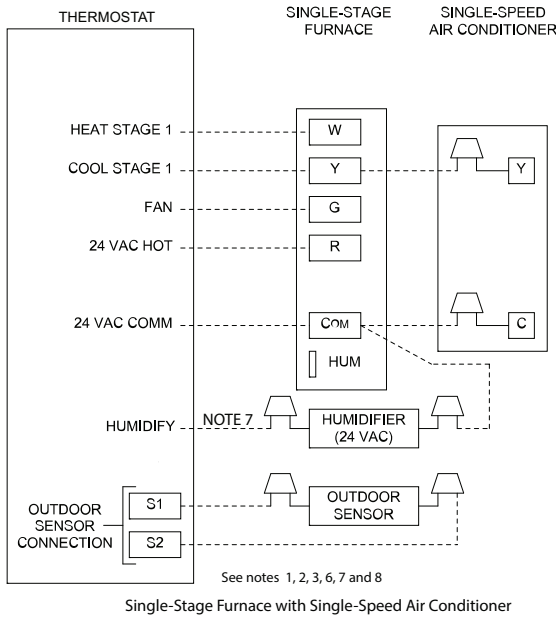 THERMOSTAT
SINGLE-STAGE
FURNACE
SINGLE-SPEED
AIR CONDITIONER
HEAT STAGE 1
W
COOL STAGE 1
Y
Y
FAN
G
24 VAC HOT
R
24 VAC COMM
COM
C
HUM
HUMIDIFY
NOTE 7
HUMIDIFIER
(24 VAC)
OUTDOOR
SENSOR
CONNECTION
S1
S2
OUTDOOR
SENSOR
See notes 1, 2, 3, 6, 7 and 8
Single-Stage Furnace with Single-Speed Air Conditioner